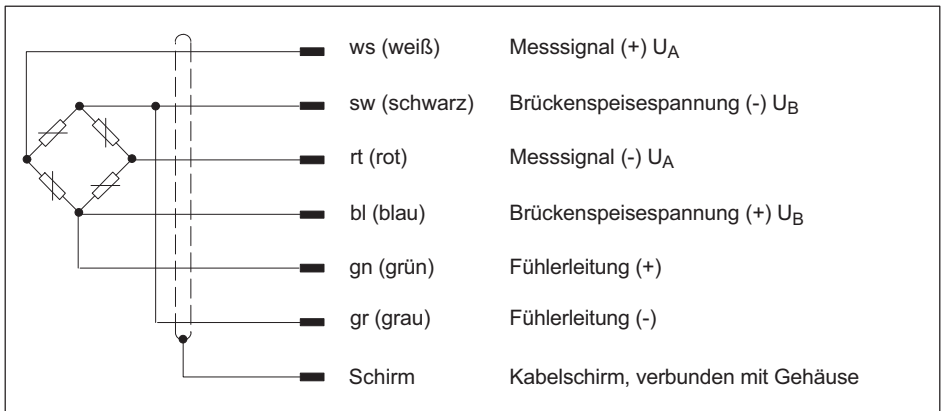 ws (weiß) Messsignal (+) UA
sw (schwarz) Brückenspeisespannung (-) UB
rt (rot) Messsignal (-) UA
bl (blau) Brückenspeisespannung (+) UB
gn (grün) Fühlerleitung (+)
gr (grau) Fühlerleitung (-)
Schirm Kabelschirm, verbunden mit Gehäuse